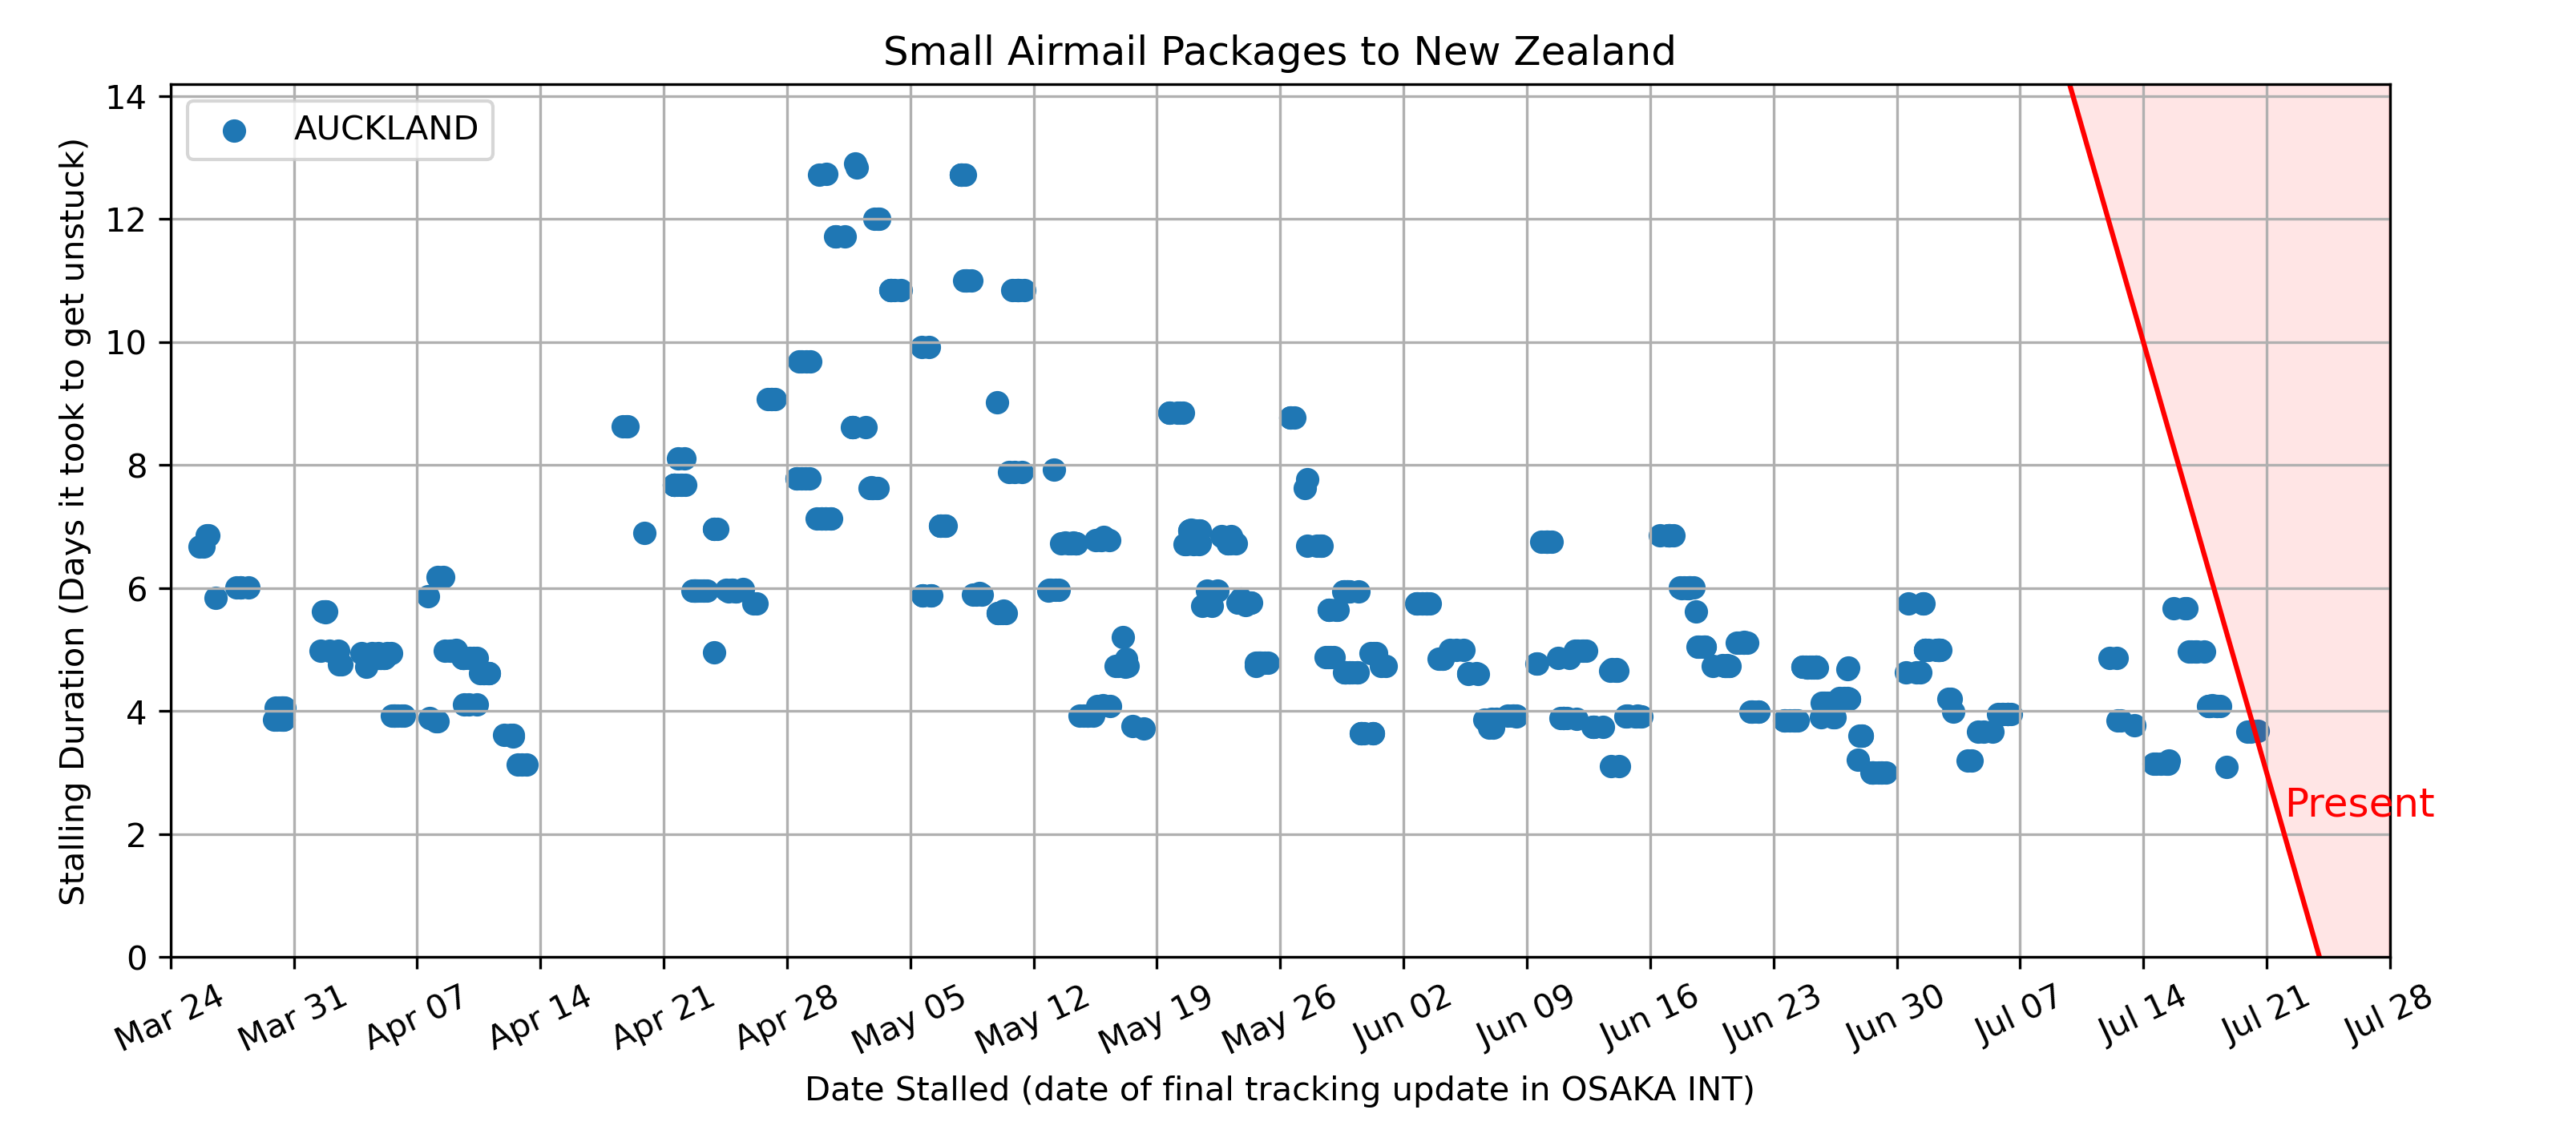 Small Airmail Packages to New Zealand
AUCKLAND
Stalling Duration (Days it took to get unstuck)
14
12
10
8
6
4
2
0
Present
Mar 24 Mar 31 Apr 07 Apr 14 Apr 21 Apr 28 May 05 May 12 May 19 May 26 Jun 02 Jun 09 Jun 16 Jun 23 Jun 30 Jul 07 Jul 14 Jul 21 Jul 28
Date Stalled (date of final tracking update in OSAKA INT)